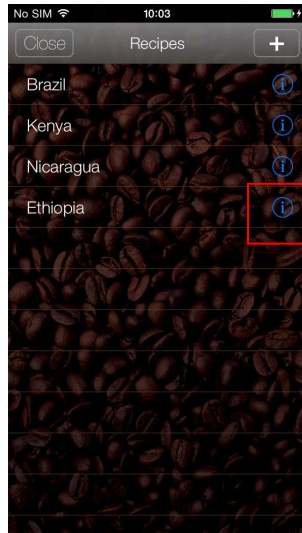 No SIM 10:03
Close Recipes +
Brazil i
Kenya i
Nicaragua i
Ethiopia i